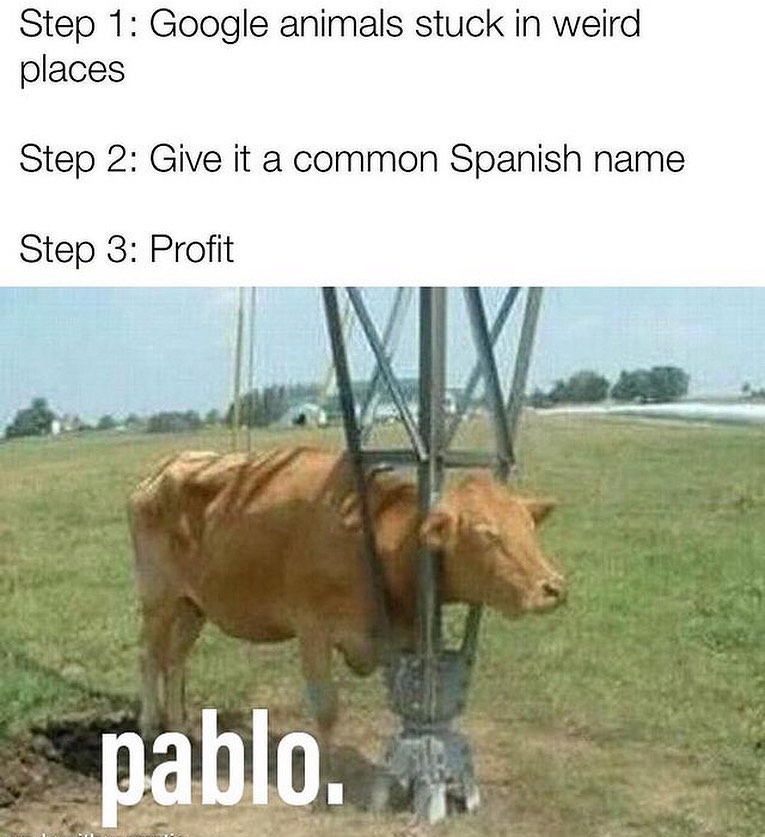 Step 1: Google animals stuck in weird
places
Step 2: Give it a common Spanish name
Step 3: Profit
pablo.